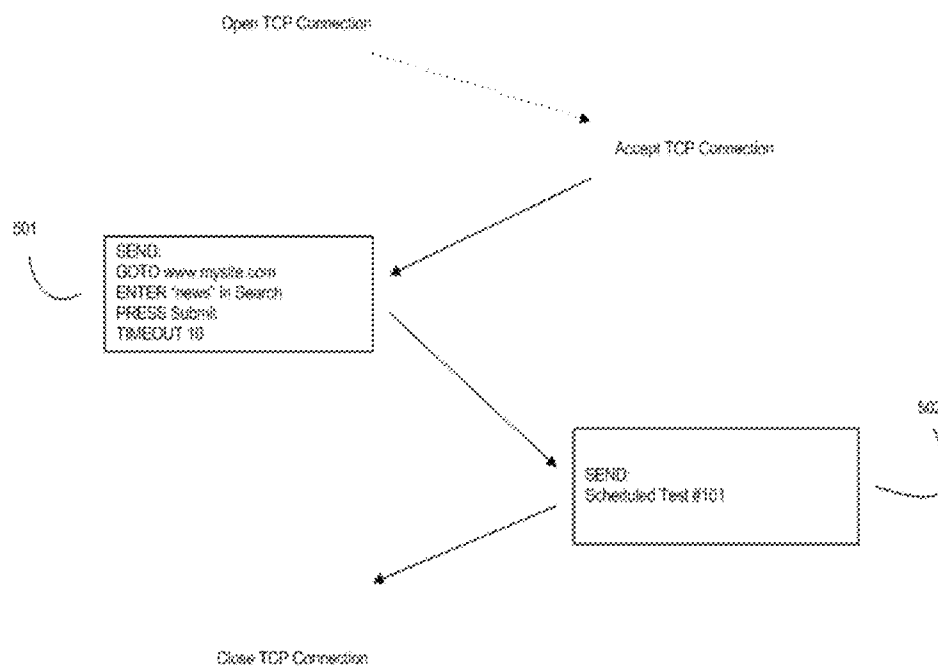 Open TCP Connection
Accept TCP Connection
501
SEND:
GOTO www.mysite.com
ENTER "news" in Search
PRESS Submit
TIMEOUT 10
502
SEND:
Scheduled Test #101
Close TCP Connection